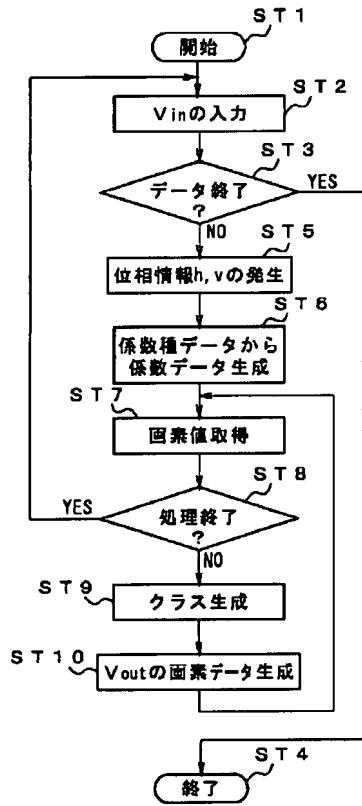 ST1
開始
ST2
Vinの入力
ST3
データ終了
?
YES
NO
ST5
位相情報h,vの発生
ST6
係数種データから
係数データ生成
ST7
画素値取得
ST8
YES
処理終了
?
NO
ST9
クラス生成
ST10
Voutの画素データ生成
ST4
終了